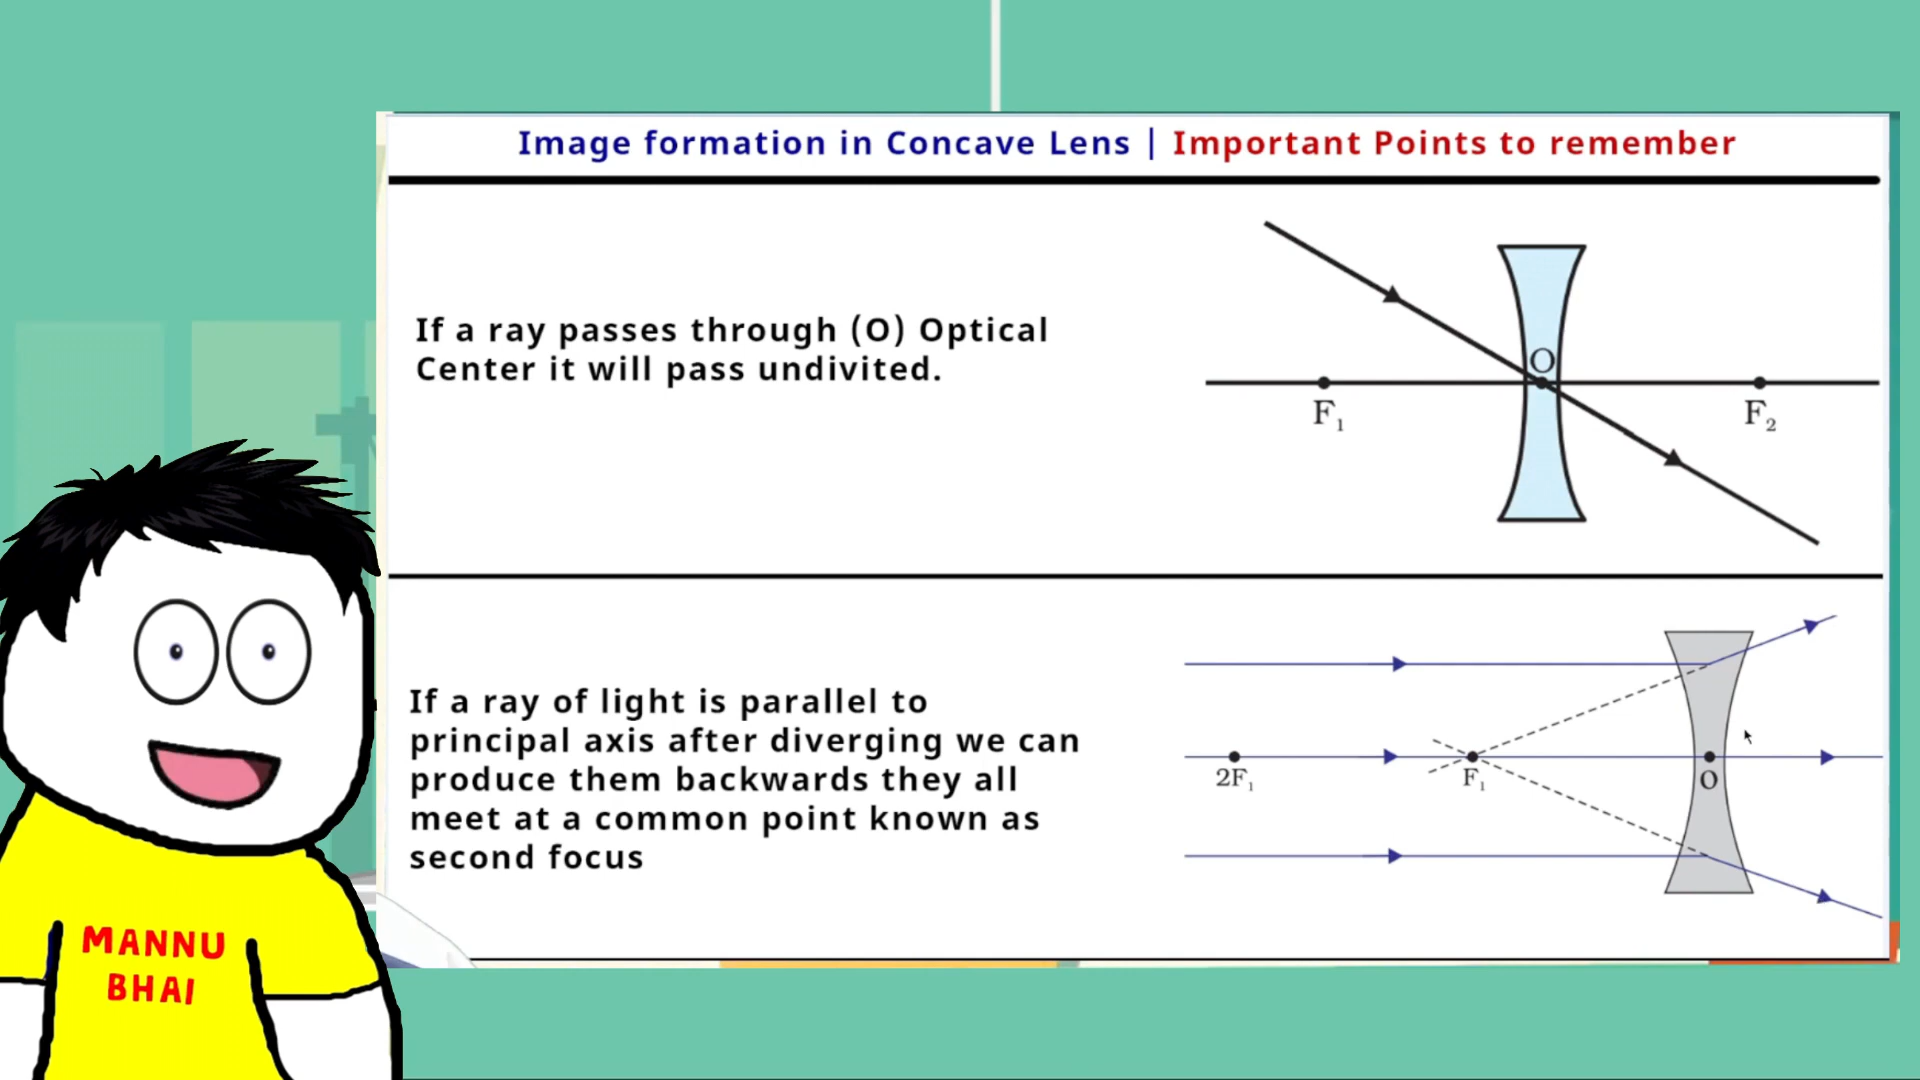 Image formation in Concave Lens | Important Points to remember
If a ray passes through (O) Optical
Center it will pass undivited.
O
F₁
F₂
If a ray of light is parallel to
principal axis after diverging we can
produce them backwards they all
meet at a common point known as
second focus
2F₁
F₁
O
MANNU
BHAI